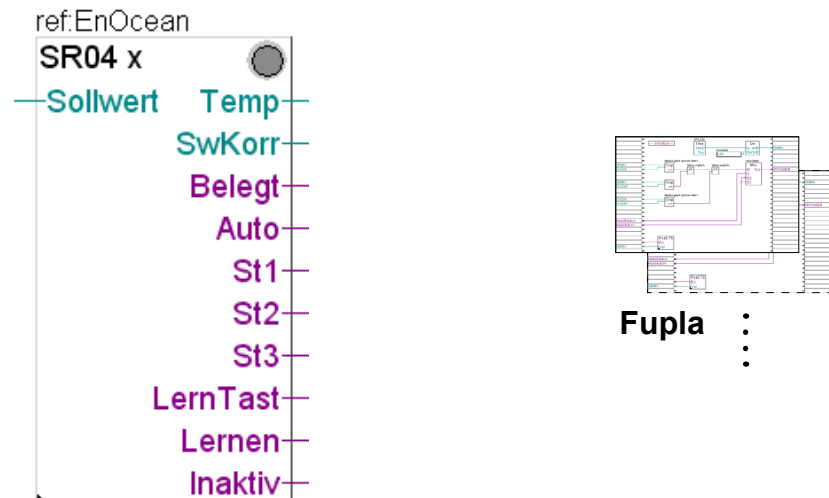 ref:EnOcean
SR04 x
Sollwert Temp
SwKorr
Belegt
Auto
St1
St2
St3
LernTast
Lernen
Inaktiv
Fupla